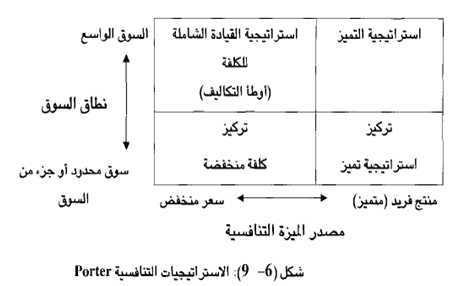 السوق الواسع
استراتيجية القيادة الشاملة
للكلفة
(أوطأ التكاليف)
استراتيجية التميز
نطاق السوق
سوق محدود أو جزء من
السوق
تركيز
كلفة منخفضة
تركيز
استراتيجية تميز
سعر منخفض
منتج فريد (متميز)
مصدر الميزة التنافسية
شكل (6- 9): الاستراتيجيات التنافسية Porter